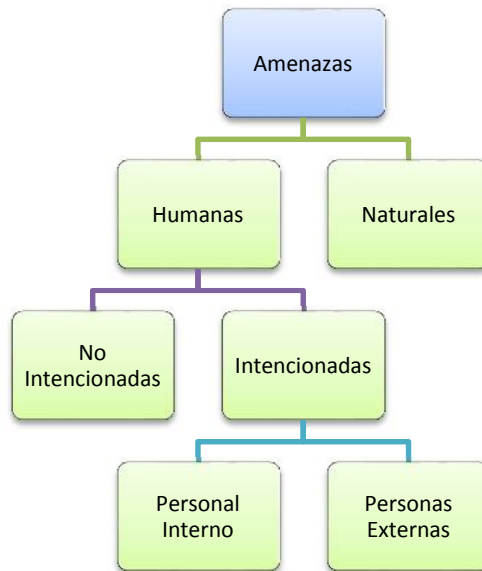 Amenazas
Humanas
Naturales
No
Intencionadas
Intencionadas
Personal
Interno
Personas
Externas